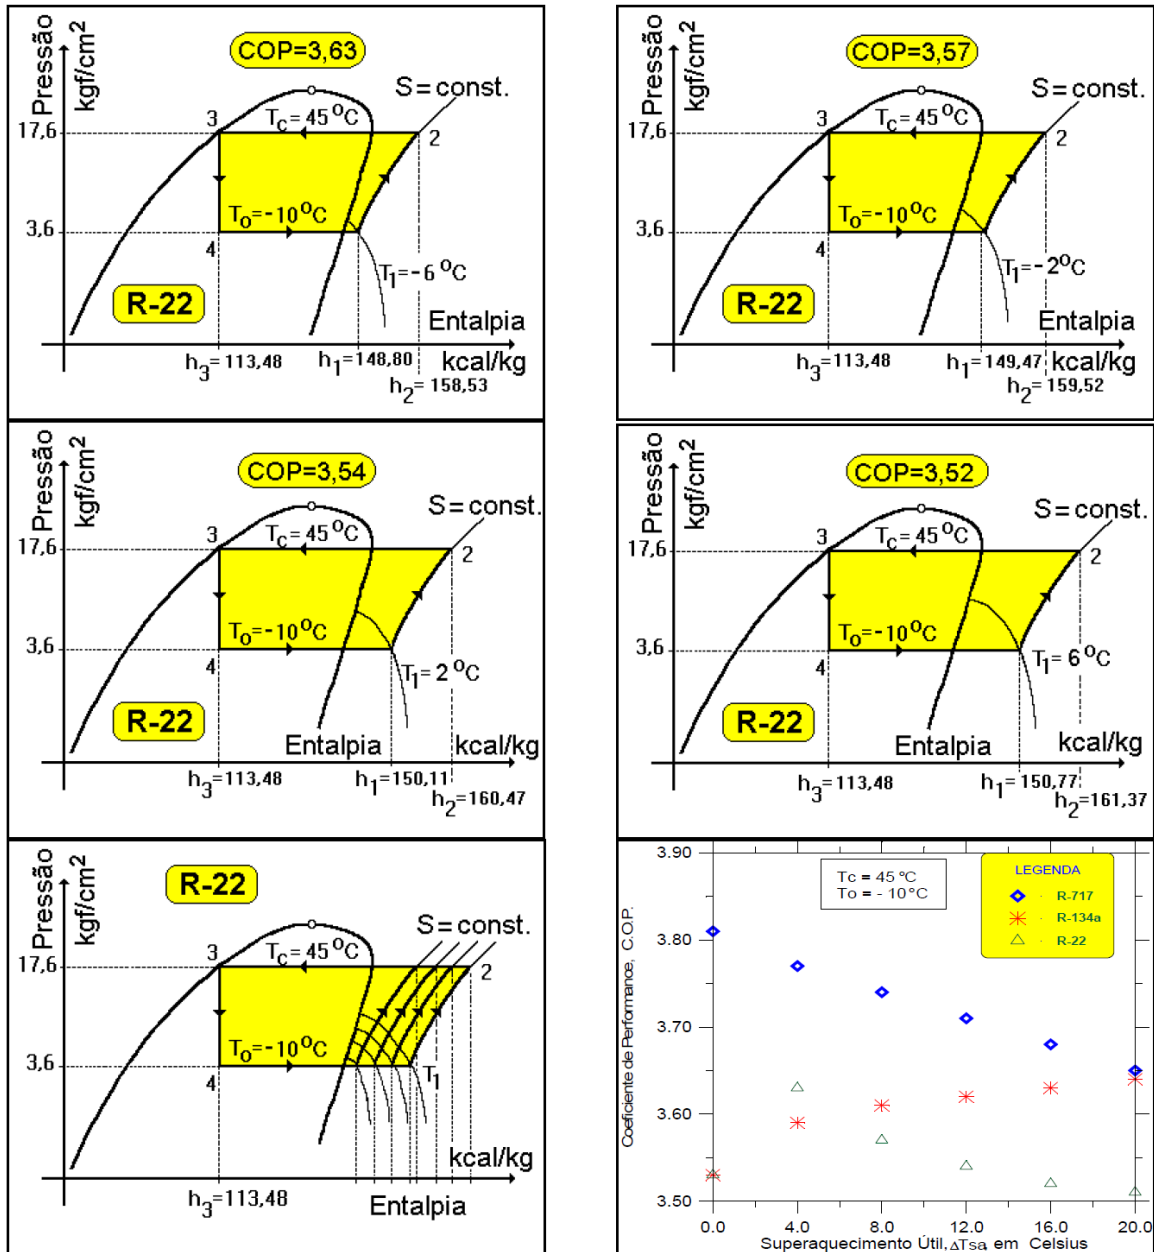 Pressão
kgf/cm2
COP=3,63
S=const.
17.6
3
Tc=45 ºC
2
To=-10ºC
3.6
4
T1=-6 ºC
R-22
Entalpia
h3=113,48
h1=148,80
kcal/kg
h2=158,53
Pressão
kgf/cm2
COP=3,57
S=const.
17.6
3
Tc=45 ºC
2
To=-10ºC
3.6
4
T1=-2ºC
R-22
Entalpia
h3=113,48
h1=149,47
kcal/kg
h2=159,52
Pressão
kgf/cm2
COP=3,54
S=const.
17.6
3
Tc=45 ºC
2
To=-10ºC
3.6
4
T1=2 ºC
R-22
Entalpia
kcal/kg
h3=113,48
h1=150,11
h2=160,47
Pressão
kgf/cm2
COP=3,52
S=const.
17.6
3
Tc=45 ºC
2
To=-10ºC
3.6
4
T1=6 ºC
R-22
Entalpia
kcal/kg
h3=113,48
h1=150,77
h2=161,37
Pressão
kgf/cm2
R-22
S=const.
17.6
3
Tc=45 ºC
2
To=-10ºC
3.6
4
T1
kcal/kg
h3=113,48
Entalpia
Coeficiente de Performance, C.O.P.
3.90
3.80
3.70
3.60
3.50
Tc = 45 ºC
To = - 10 ºC
LEGENDA
R-717
R-134a
R-22
0.0
4.0
8.0
12.0
16.0
20.0
Superaquecimento Útil, ΔTsa, em Celsius